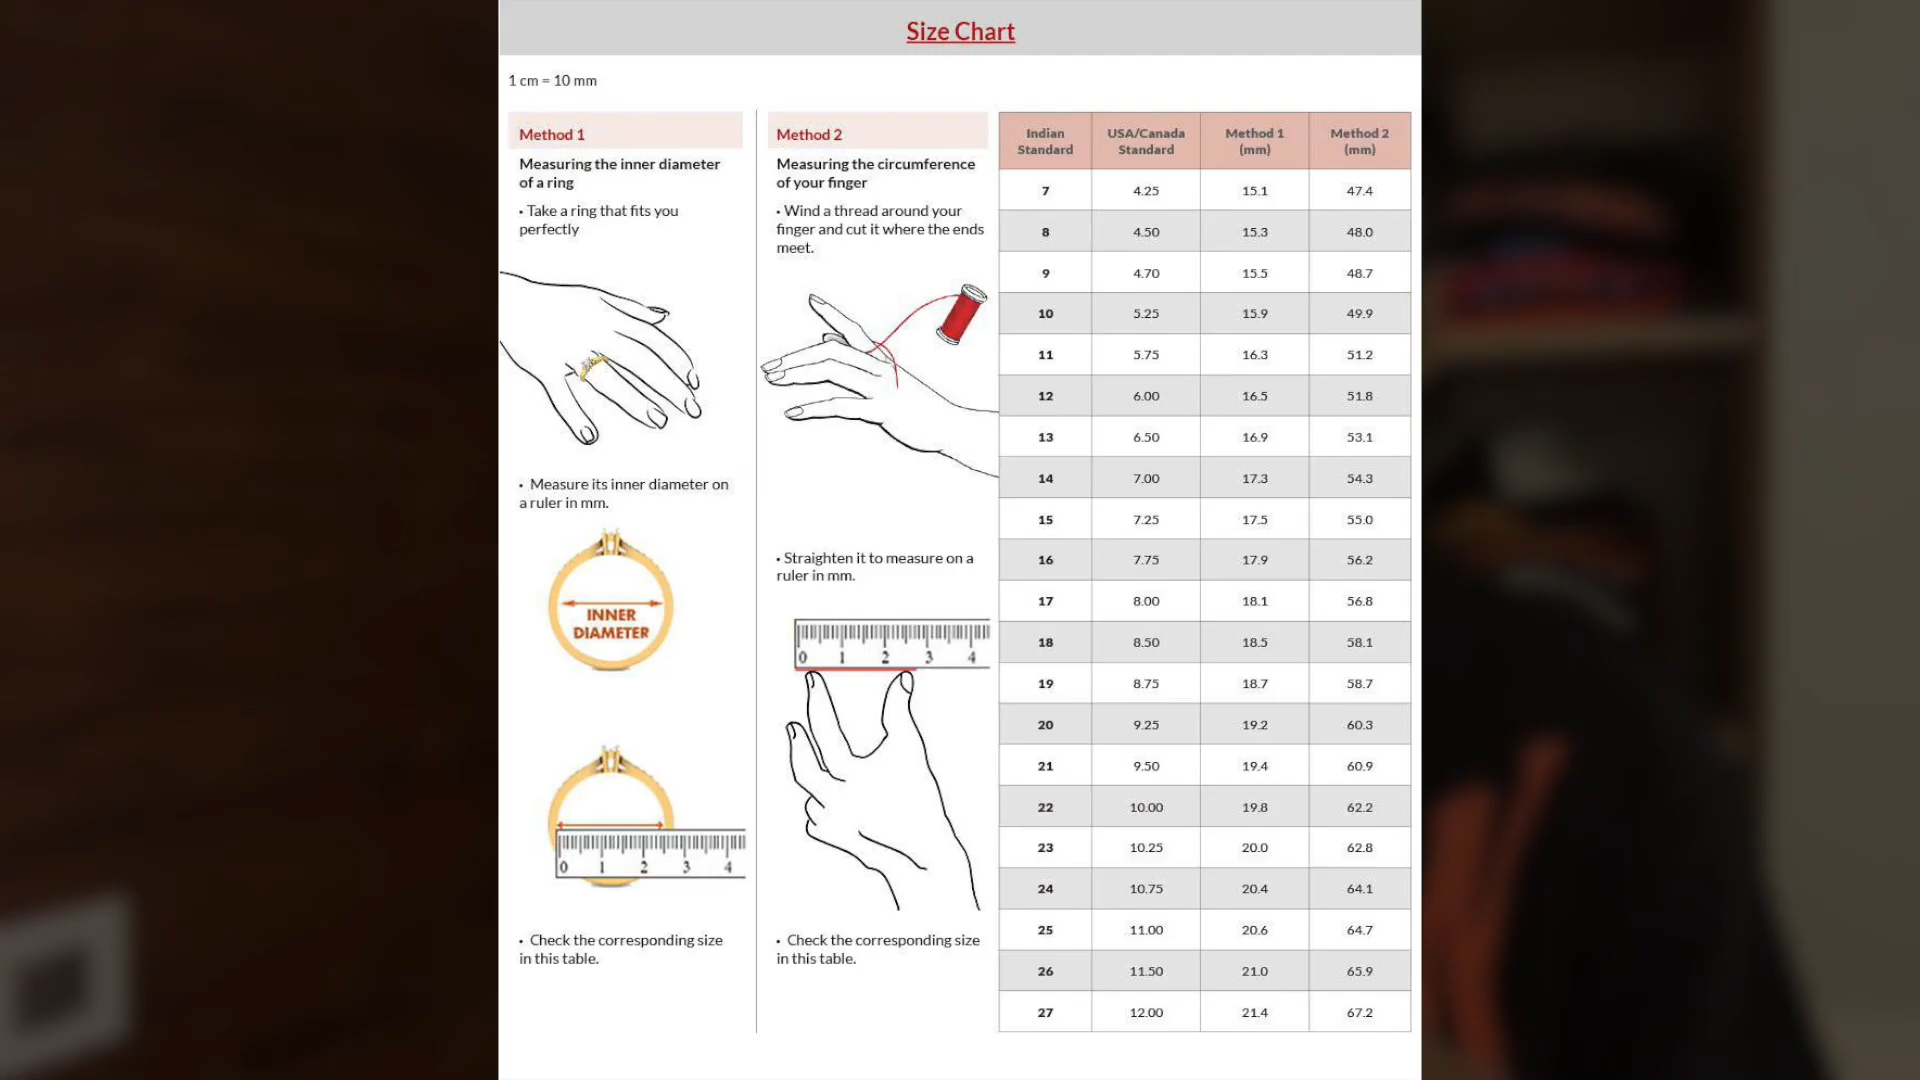 Size Chart
1 cm = 10 mm
Method 1
Measuring the inner diameter
of a ring
• Take a ring that fits you
perfectly
• Measure its inner diameter on
a ruler in mm.
INNER
DIAMETER
0 1 2 3 4
• Check the corresponding size
in this table.
Method 2
Measuring the circumference
of your finger
• Wind a thread around your
finger and cut it where the ends
meet.
• Straighten it to measure on a
ruler in mm.
0 1 2 3 4
• Check the corresponding size
in this table.
Indian Standard USA/Canada Standard Method 1 (mm) Method 2 (mm)
7 4.25 15.1 47.4
8 4.50 15.3 48.0
9 4.70 15.5 48.7
10 5.25 15.9 49.9
11 5.75 16.3 51.2
12 6.00 16.5 51.8
13 6.50 16.9 53.1
14 7.00 17.3 54.3
15 7.25 17.5 55.0
16 7.75 17.9 56.2
17 8.00 18.1 56.8
18 8.50 18.5 58.1
19 8.75 18.7 58.7
20 9.25 19.2 60.3
21 9.50 19.4 60.9
22 10.00 19.8 62.2
23 10.25 20.0 62.8
24 10.75 20.4 64.1
25 11.00 20.6 64.7
26 11.50 21.0 65.9
27 12.00 21.4 67.2